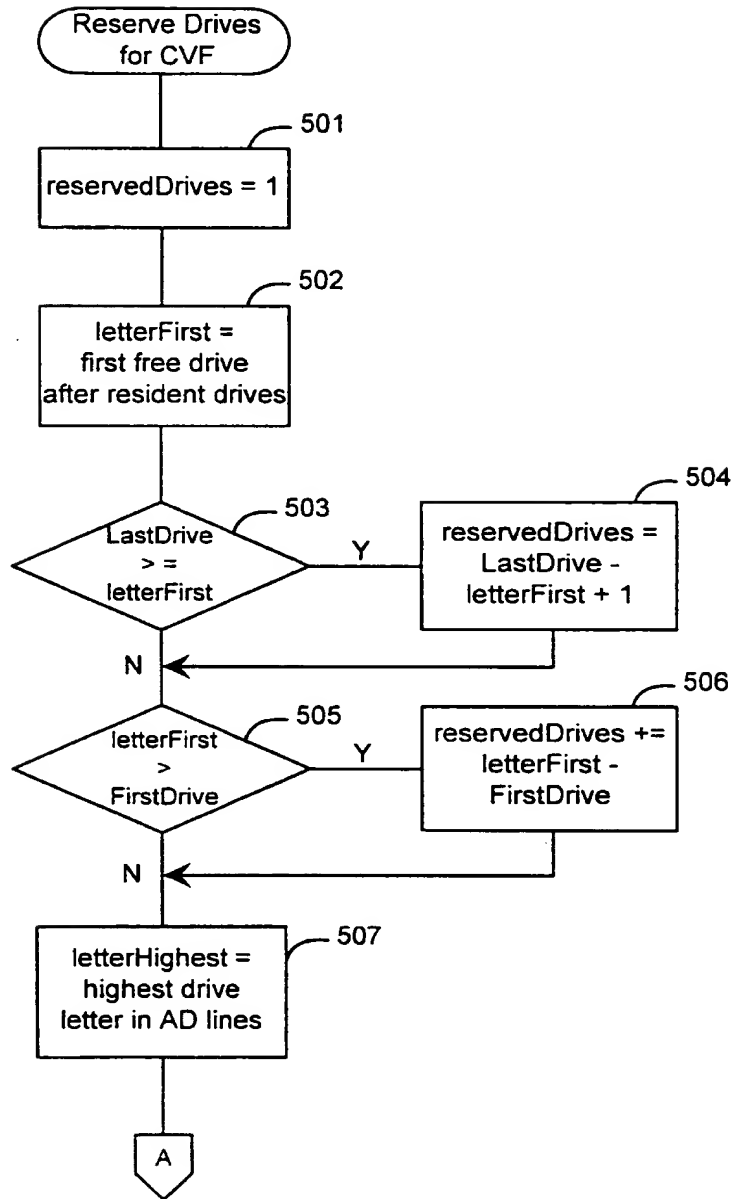 Reserve Drives
for CVF
501
reservedDrives = 1
502
letterFirst =
first free drive
after resident drives
503
LastDrive
> =
letterFirst
Y
504
reservedDrives =
LastDrive -
letterFirst + 1
N
505
letterFirst
>
FirstDrive
Y
506
reservedDrives +=
letterFirst -
FirstDrive
N
507
letterHighest =
highest drive
letter in AD lines
A